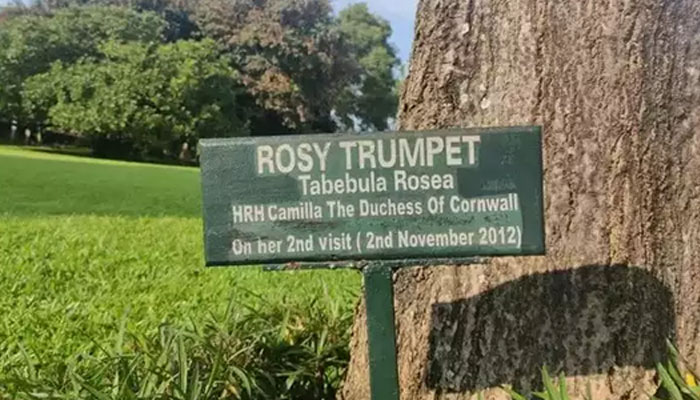 ROSY TRUMPET
Tabebula Rosea
HRH Camilla The Duchess Of Cornwall
On her 2nd visit ( 2nd November 2012)